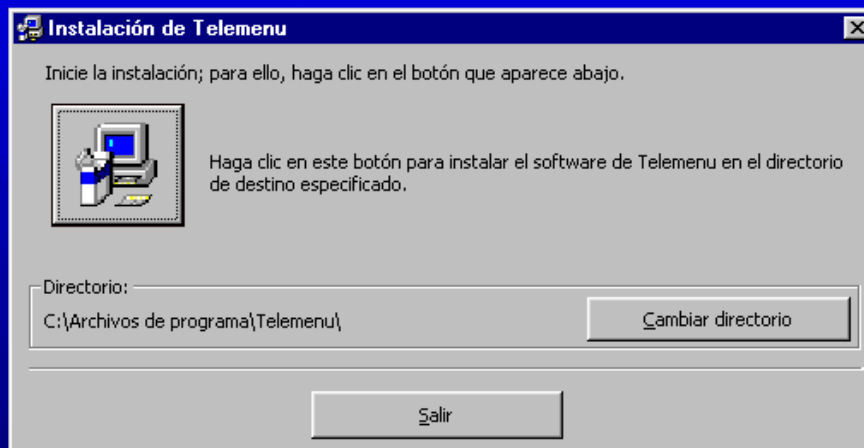 Instalación de Telemenu
Inicie la instalación; para ello, haga clic en el botón que aparece abajo.
Haga clic en este botón para instalar el software de Telemenu en el directorio
de destino especificado.
Directorio:
C:\Archivos de programa\Telemenu\
Cambiar directorio
Salir